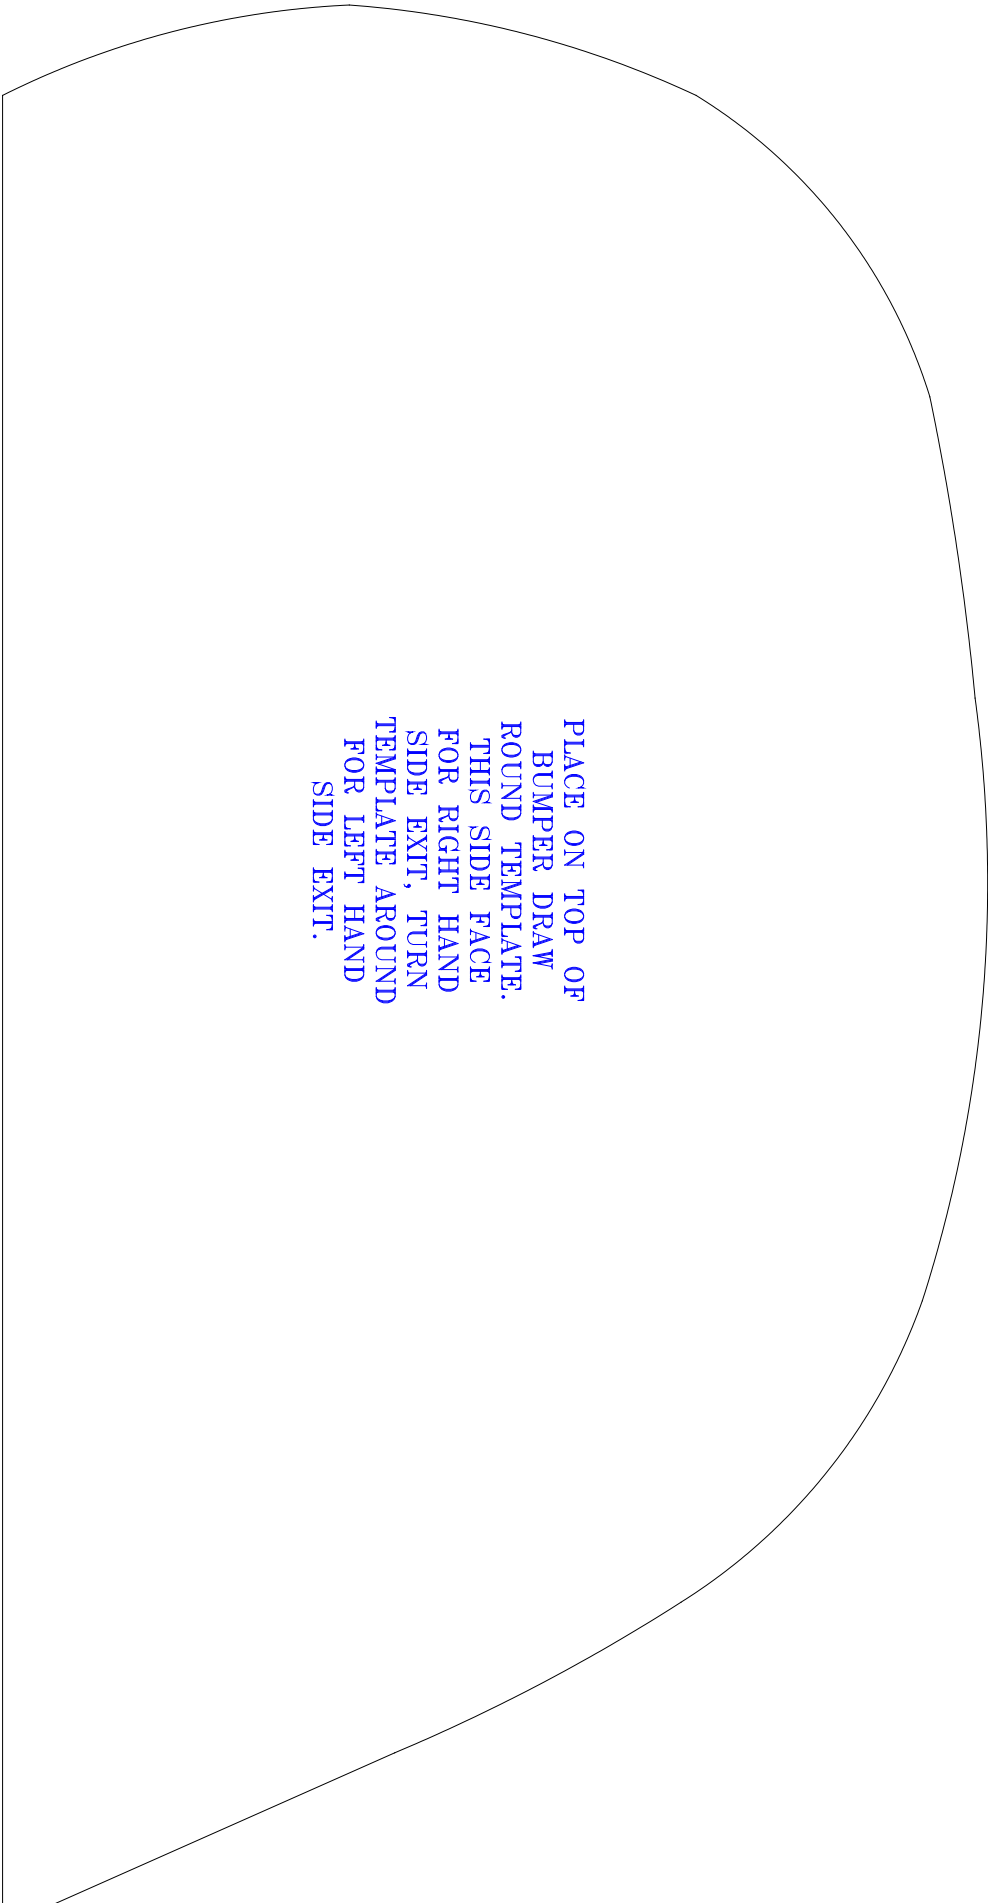 PLACE ON TOP OF
BUMPER DRAW
ROUND TEMPLATE.
THIS SIDE FACE
FOR RIGHT HAND
SIDE EXIT, TURN
TEMPLATE AROUND
FOR LEFT HAND
SIDE EXIT.